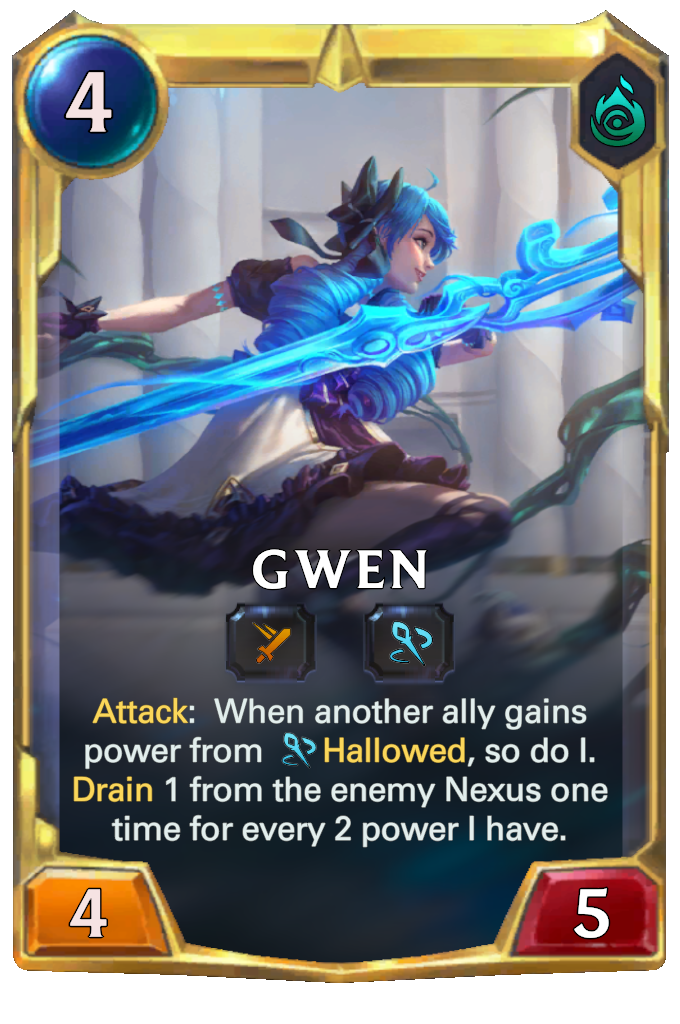 4
GWEN
Attack: When another ally gains
power from Hallowed, so do I.
Drain 1 from the enemy Nexus one
time for every 2 power I have.
4
5